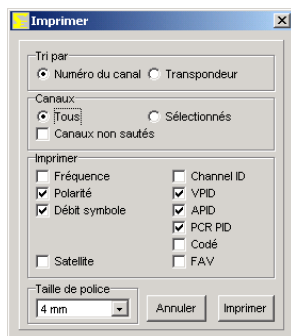 Imprimer
Tri par
Numéro du canal Transpondeur
Canaux
Tous Sélectionnés
Canaux non sautés
Imprimer
Fréquence Channel ID
Polarité VPID
Débit symbole APID
PCR PID
Codé
Satellite FAV
Taille de police
4 mm Annuler Imprimer